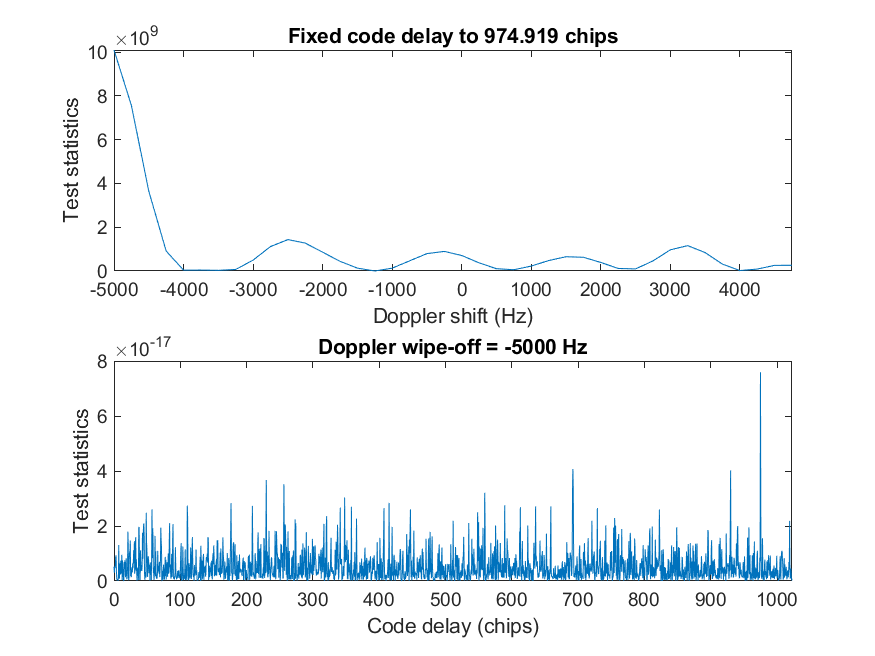 ×10^9
Fixed code delay to 974.919 chips
10
8
6
4
2
0
Test statistics
-5000 -4000 -3000 -2000 -1000 0 1000 2000 3000 4000
Doppler shift (Hz)
×10^-17
Doppler wipe-off = -5000 Hz
8
6
4
2
0
Test statistics
0 100 200 300 400 500 600 700 800 900 1000
Code delay (chips)